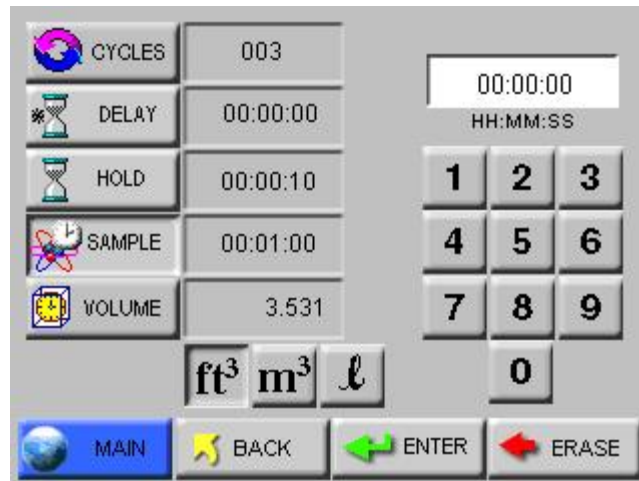 CYCLES 003
00:00:00
HH:MM:SS
DELAY 00:00:00
HOLD 00:00:10
1 2 3
SAMPLE 00:01:00
4 5 6
VOLUME 3.531
7 8 9
ft³ m³ ℓ
0
MAIN BACK ENTER ERASE